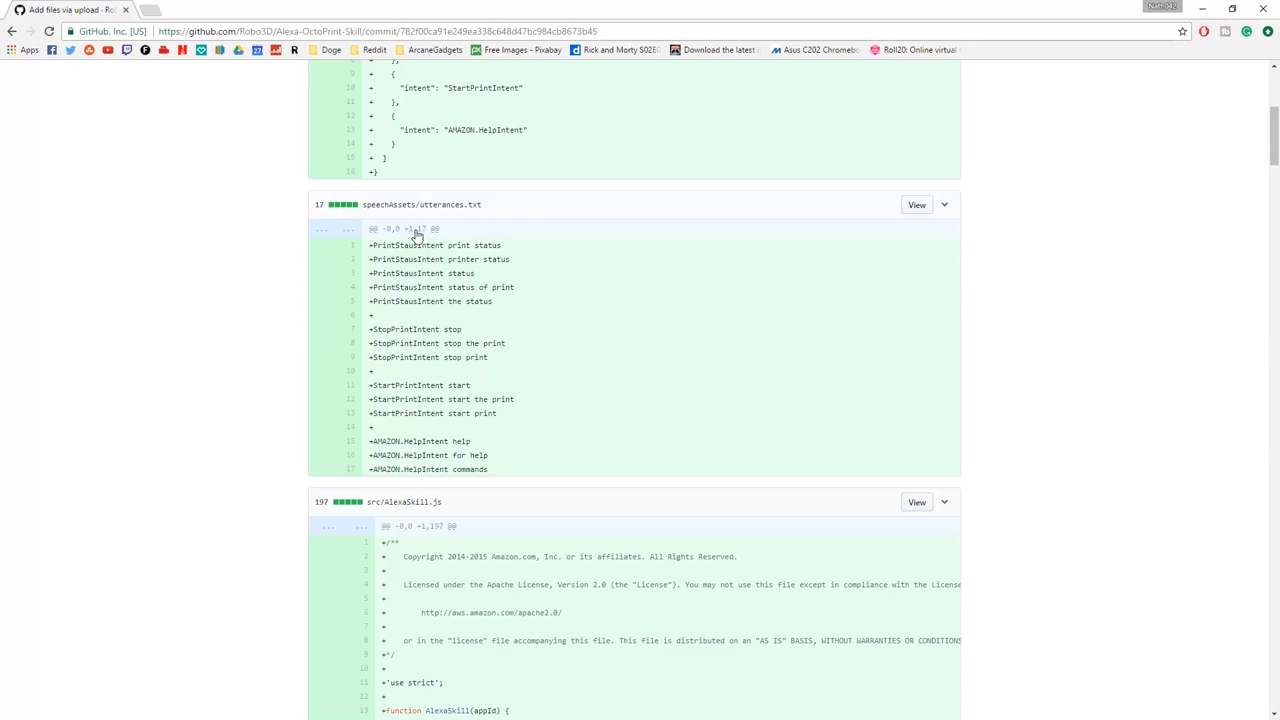 Add files via upload · Ro
Nath042
GitHub, Inc. [US]
https://github.com/Robo3D/Alexa-OctoPrint-Skill/commit/782f00ca91e249ea338c648d47bc984cb8673b45
Apps
Doge
Reddit
ArcaneGadgets
Free Images - Pixabay
Rick and Morty S02E0
Download the latest i
Asus C202 Chromebo
Roll20: Online virtual
8 + },
9 + {
10 + "intent": "StartPrintIntent"
11 + },
12 + {
13 + "intent": "AMAZON.HelpIntent"
14 + }
15 + ]
16 +}
17 speechAssets/utterances.txt View
... ... @@ -0,0 +1,17 @@
1 +PrintStausIntent print status
2 +PrintStausIntent printer status
3 +PrintStausIntent status
4 +PrintStausIntent status of print
5 +PrintStausIntent the status
6 +
7 +StopPrintIntent stop
8 +StopPrintIntent stop the print
9 +StopPrintIntent stop print
10 +
11 +StartPrintIntent start
12 +StartPrintIntent start the print
13 +StartPrintIntent start print
14 +
15 +AMAZON.HelpIntent help
16 +AMAZON.HelpIntent for help
17 +AMAZON.HelpIntent commands
197 src/AlexaSkill.js View
... ... @@ -0,0 +1,197 @@
1 +/**
2 + Copyright 2014-2015 Amazon.com, Inc. or its affiliates. All Rights Reserved.
3 +
4 + Licensed under the Apache License, Version 2.0 (the "License"). You may not use this file except in compliance with the License
5 +
6 + http://aws.amazon.com/apache2.0/
7 +
8 + or in the "license" file accompanying this file. This file is distributed on an "AS IS" BASIS, WITHOUT WARRANTIES OR CONDITIONS
9 +*/
10 +
11 +'use strict';
12 +
13 +function AlexaSkill(appId) {